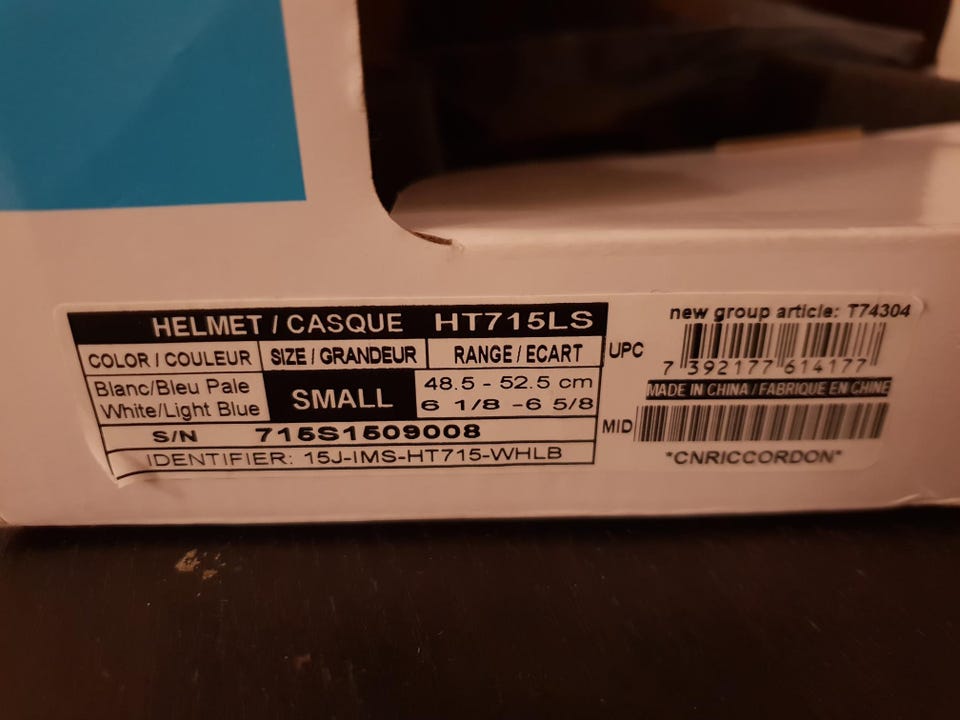 HELMET / CASQUE HT715LS
COLOR / COULEUR SIZE / GRANDEUR RANGE / ECART
Blanc/Bleu Pale
White/Light Blue
SMALL
48.5 - 52.5 cm
6 1/8 -6 5/8
S/N 715S1509008
IDENTIFIER: 15J-IMS-HT715-WHLB
new group article: T74304
UPC
7 392177 614177
MADE IN CHINA / FABRIQUE EN CHINE
MID
*CNRICCORDON*